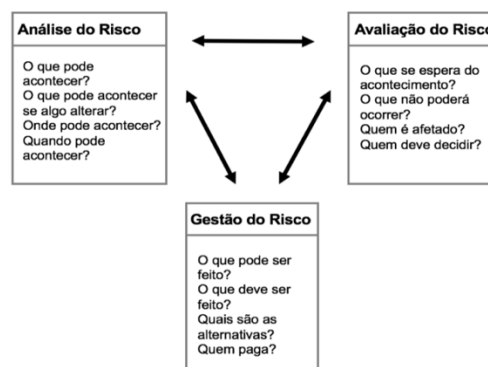 Análise do Risco
O que pode
acontecer?
O que pode acontecer
se algo alterar?
Onde pode acontecer?
Quando pode
acontecer?
Avaliação do Risco
O que se espera do
acontecimento?
O que não poderá
ocorrer?
Quem é afetado?
Quem deve decidir?
Gestão do Risco
O que pode ser
feito?
O que deve ser
feito?
Quais são as
alternativas?
Quem paga?